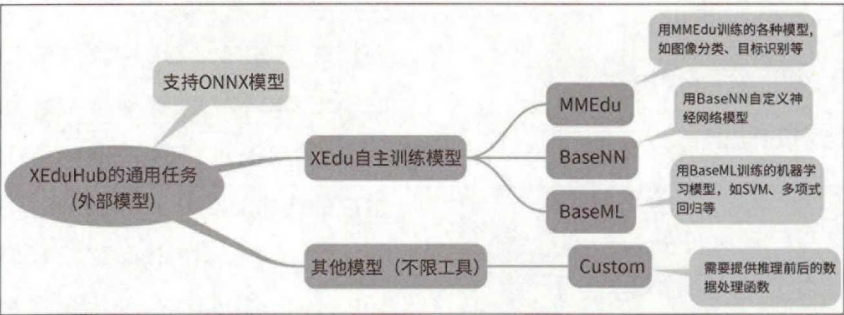 用MMEdu训练的各种模型,
如图像分类、目标识别等
支持ONNX模型
MMEdu
用BaseNN自定义神
经网络模型
XEdu自主训练模型
BaseNN
XEduHub的通用任务
(外部模型)
用BaseML训练的机器学
习模型，如SVM、多项式
回归等
BaseML
其他模型（不限工具）
Custom
需要提供推理前后的数
据处理函数